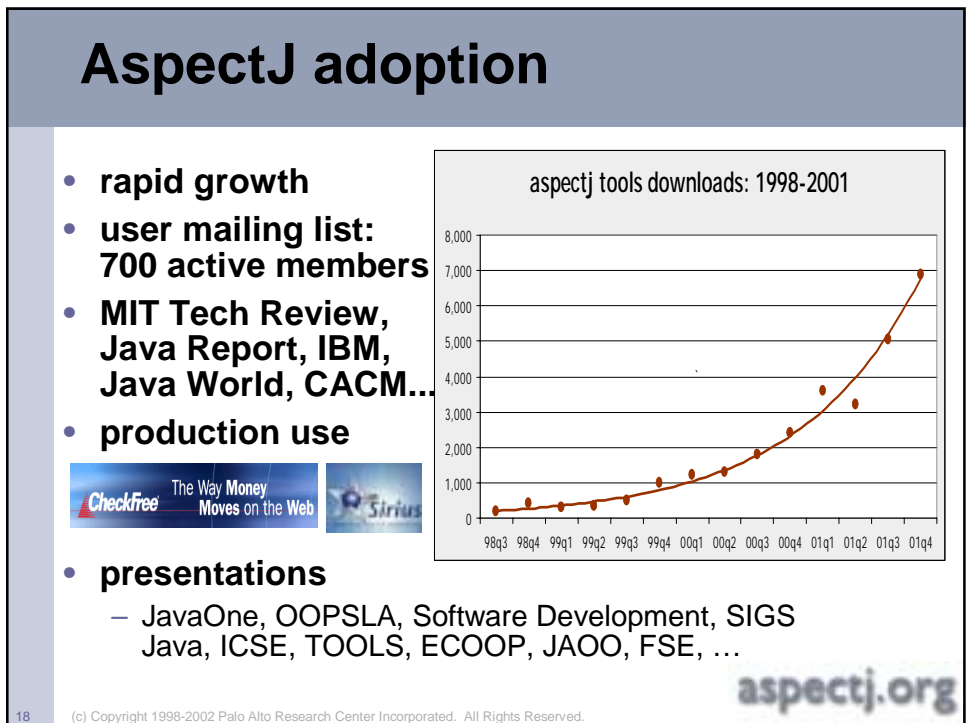 AspectJ adoption
• rapid growth
• user mailing list:
700 active members
• MIT Tech Review,
Java Report, IBM,
Java World, CACM...
• production use
CheckFree The Way Money
Moves on the Web
Sirius
• presentations
– JavaOne, OOPSLA, Software Development, SIGS
Java, ICSE, TOOLS, ECOOP, JAOO, FSE, …
aspectj tools downloads: 1998-2001
8,000
7,000
6,000
5,000
4,000
3,000
2,000
1,000
0
98q3 98q4 99q1 99q2 99q3 99q4 00q1 00q2 00q3 00q4 01q1 01q2 01q3 01q4
aspectj.org
18 (c) Copyright 1998-2002 Palo Alto Research Center Incorporated. All Rights Reserved.